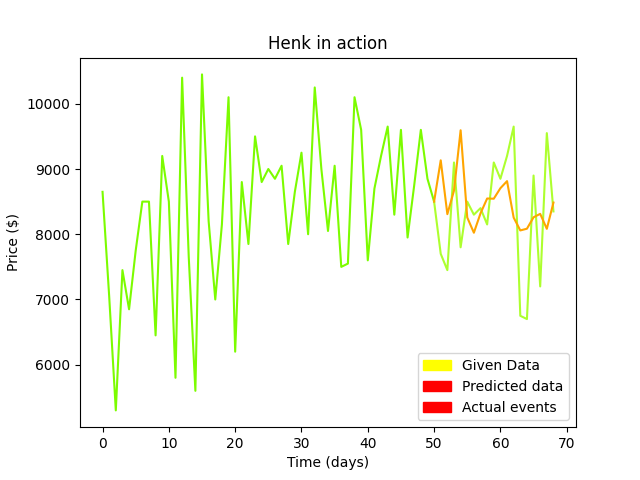 Henk in action
Price ($)
10000
9000
8000
7000
6000
Given Data
Predicted data
Actual events
0 10 20 30 40 50 60 70
Time (days)